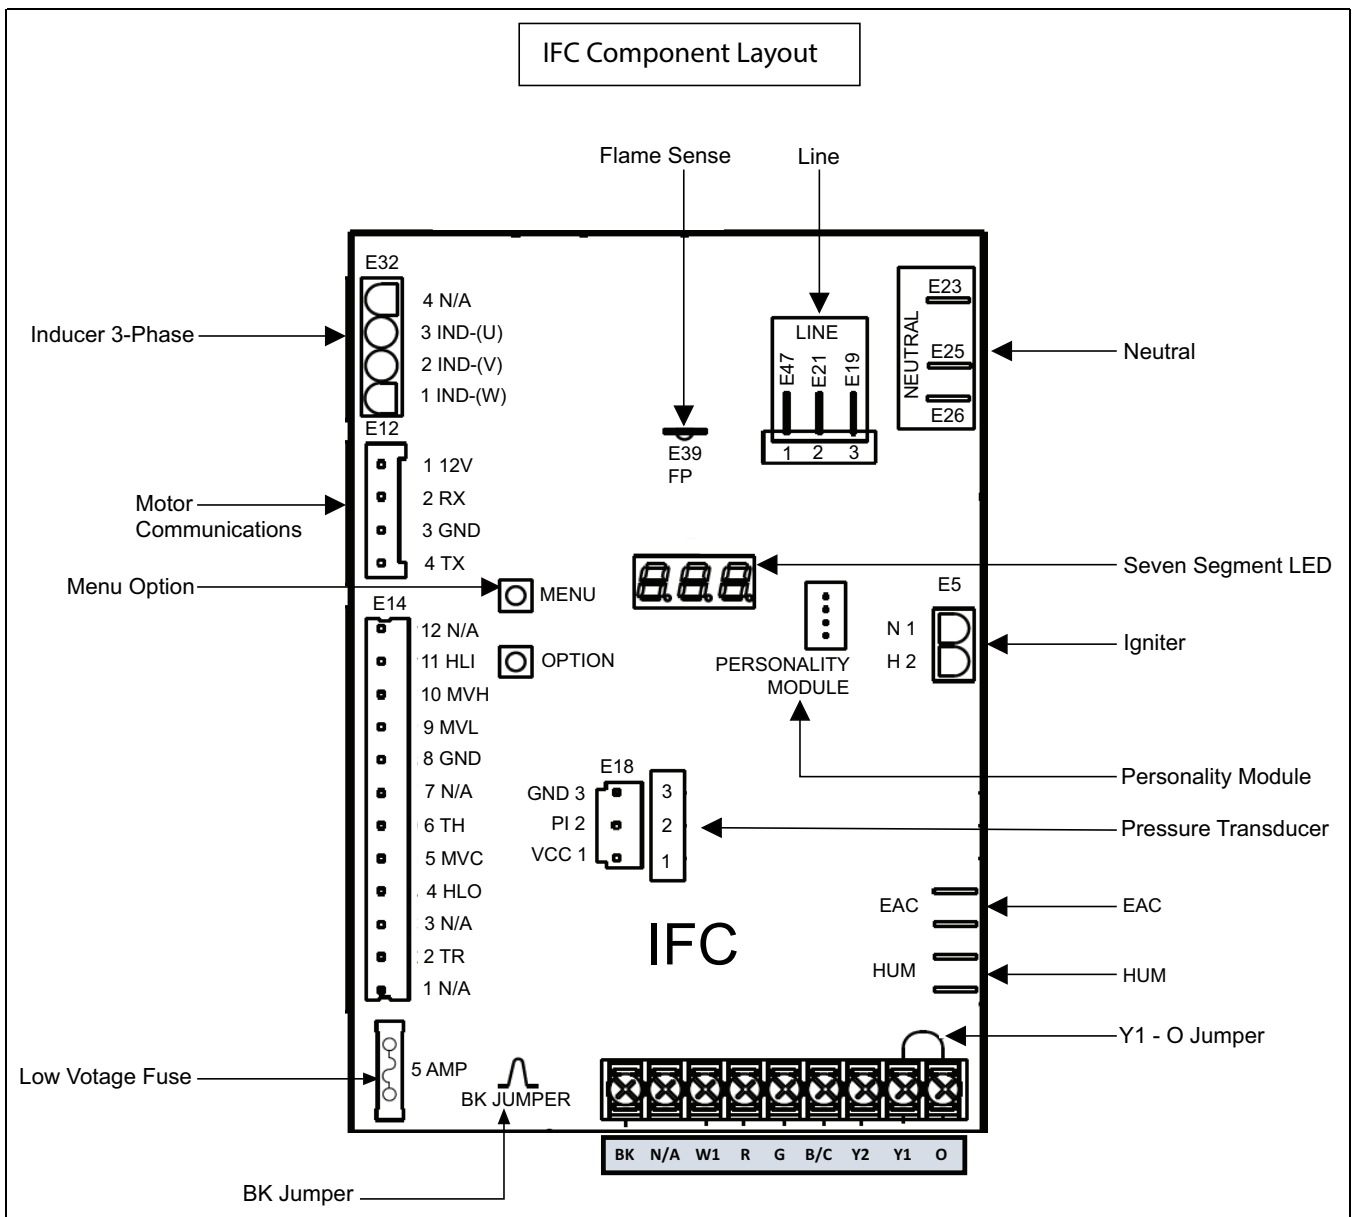 IFC Component Layout
Flame Sense
Line
E32
4 N/A
3 IND-(U)
2 IND-(V)
1 IND-(W)
Inducer 3-Phase
LINE
E47
E21
E19
1 2 3
NEUTRAL
E23
E25
E26
Neutral
E39
FP
E12
1 12V
2 RX
3 GND
4 TX
Motor
Communications
Menu Option
MENU
OPTION
Seven Segment LED
8.8.8.
PERSONALITY
MODULE
E5
N 1
H 2
Igniter
E14
12 N/A
11 HLI
10 MVH
9 MVL
8 GND
7 N/A
6 TH
5 MVC
4 HLO
3 N/A
2 TR
1 N/A
Personality Module
E18
GND 3
PI 2
VCC 1
3
2
1
Pressure Transducer
IFC
EAC
EAC
HUM
HUM
Y1 - O Jumper
Low Votage Fuse
5 AMP
BK JUMPER
BK N/A W1 R G B/C Y2 Y1 O
BK Jumper